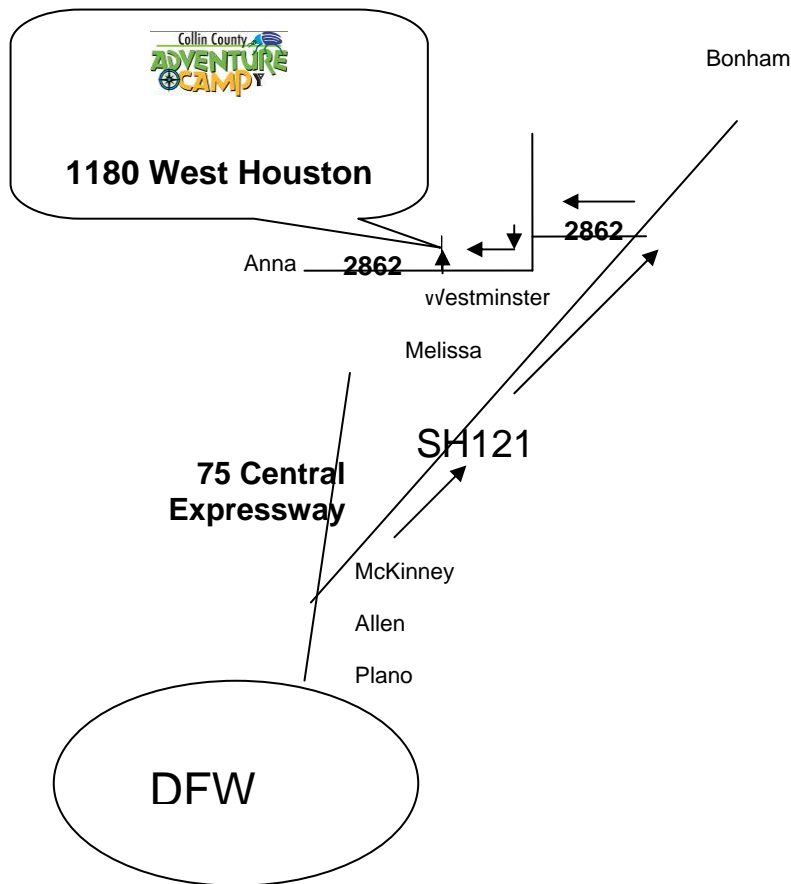 Collin County
ADVENTURE
CAMP Y
1180 West Houston
Bonham
2862
Anna
2862
Westminster
Melissa
SH121
75 Central
Expressway
McKinney
Allen
Plano
DFW